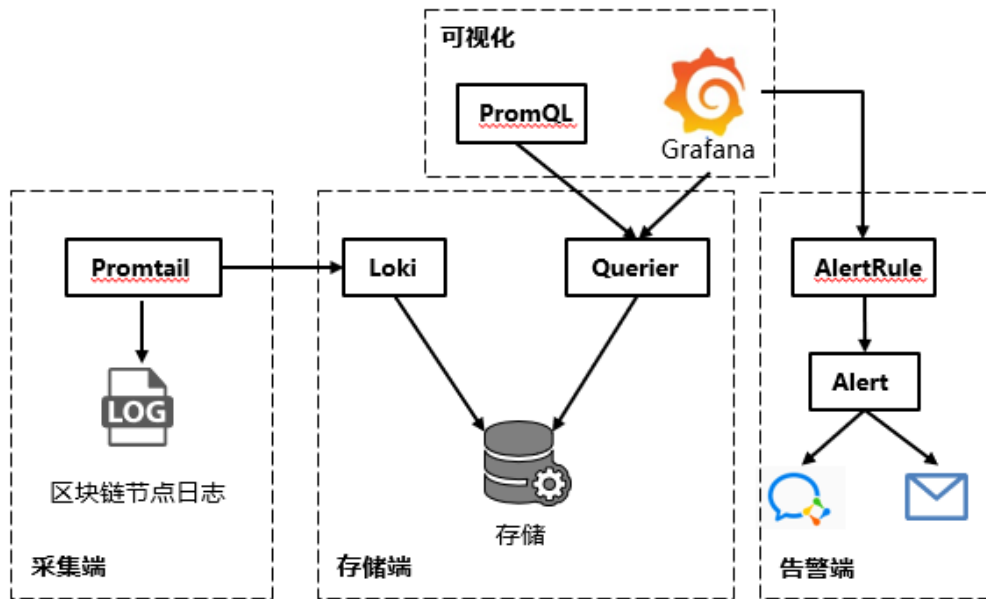 可视化
PromQL
Grafana
Promtail
Loki
Querier
AlertRule
Alert
LOG
区块链节点日志
存储
采集端
存储端
告警端